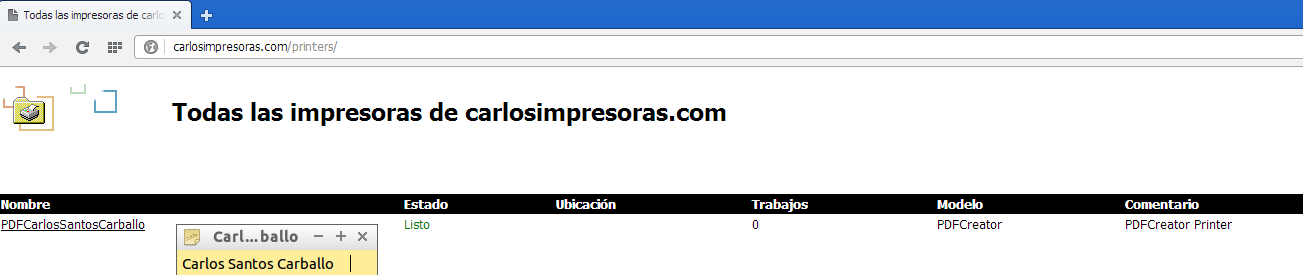 Todas las impresoras de carlo
carlosimpresoras.com/printers/
Todas las impresoras de carlosimpresoras.com
Nombre Estado Ubicación Trabajos Modelo Comentario
PDFCarlosSantosCarballo Listo 0 PDFCreator PDFCreator Printer
Carl...ballo
Carlos Santos Carballo